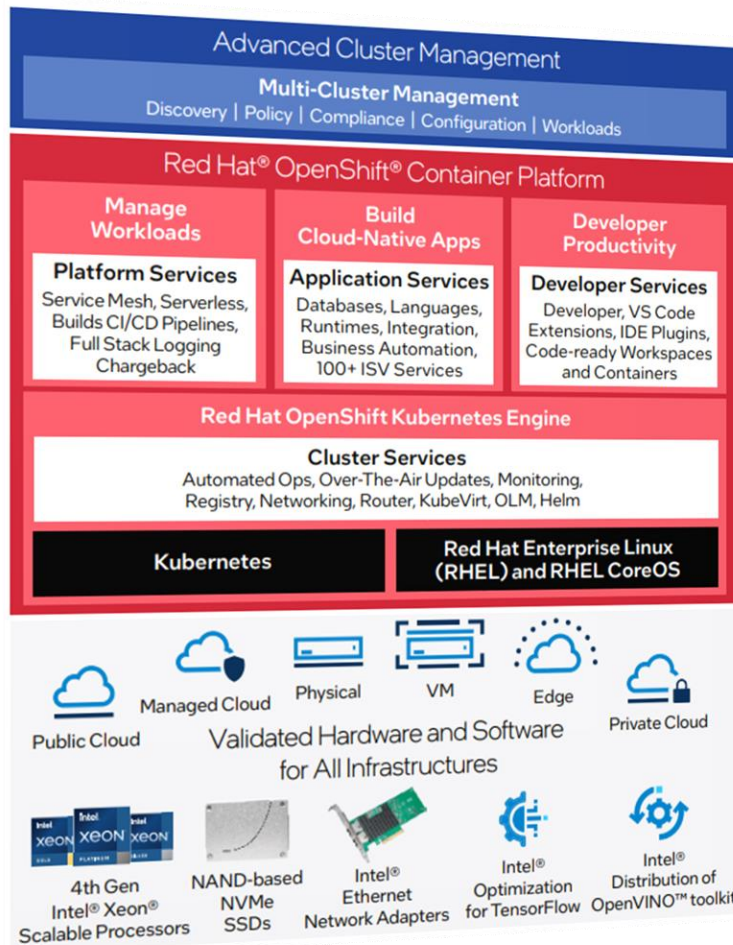 Advanced Cluster Management
Multi-Cluster Management
Discovery | Policy | Compliance | Configuration | Workloads
Red Hat® OpenShift® Container Platform
Manage
Workloads
Platform Services
Service Mesh, Serverless,
Builds CI/CD Pipelines,
Full Stack Logging
Chargeback
Build
Cloud-Native Apps
Application Services
Databases, Languages,
Runtimes, Integration,
Business Automation,
100+ ISV Services
Developer
Productivity
Developer Services
Developer, VS Code
Extensions, IDE Plugins,
Code-ready Workspaces
and Containers
Red Hat OpenShift Kubernetes Engine
Cluster Services
Automated Ops, Over-The-Air Updates, Monitoring,
Registry, Networking, Router, KubeVirt, OLM, Helm
Kubernetes
Red Hat Enterprise Linux
(RHEL) and RHEL CoreOS
Public Cloud
Managed Cloud
Physical
VM
Edge
Private Cloud
Validated Hardware and Software
for All Infrastructures
intel
xeon
GOLD
intel
xeon
PLATINUM
intel
xeon
4th Gen
Intel® Xeon®
Scalable Processors
NAND-based
NVMe
SSDs
Intel®
Ethernet
Network Adapters
Intel®
Optimization
for TensorFlow
Intel®
Distribution of
OpenVINO™ toolkit